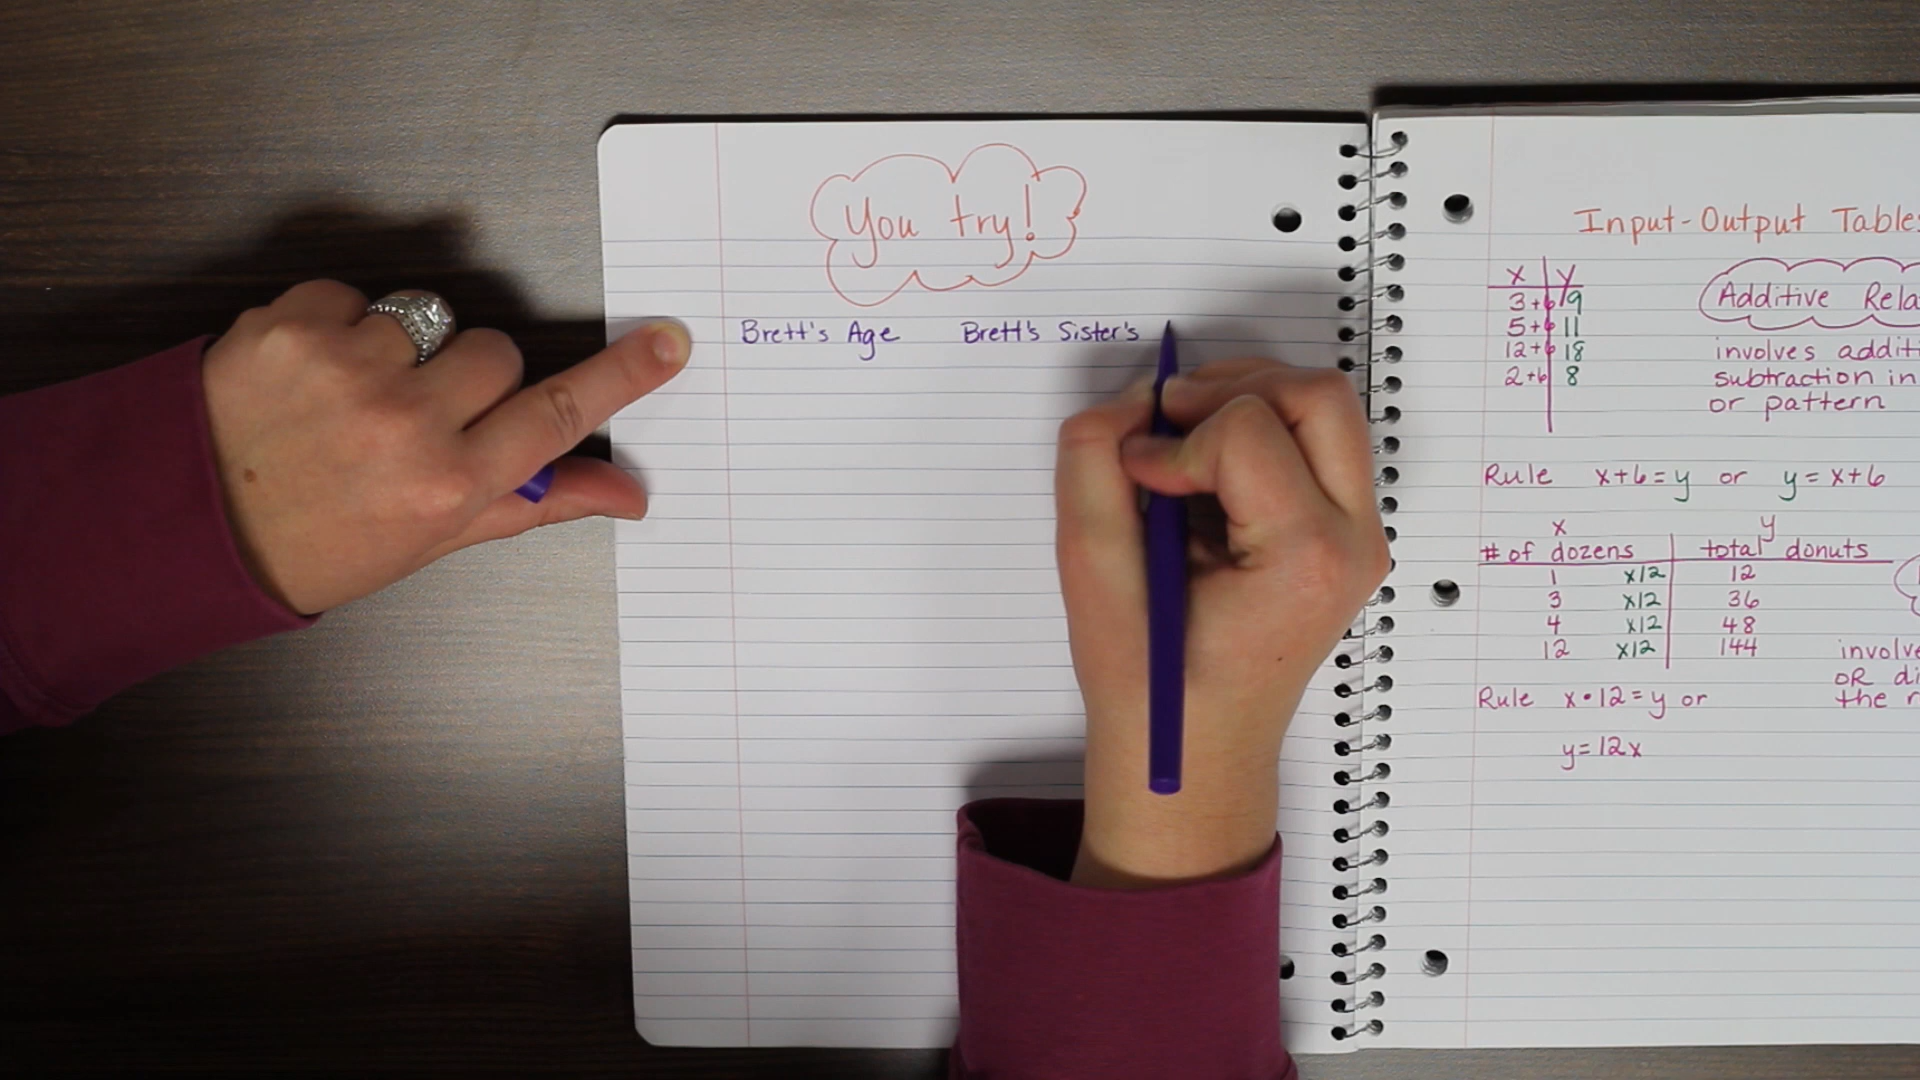 You try!
Brett's Age Brett's Sister's
Input-Output Tables
x y
3+6 9
5+6 11
12+6 18
2+6 8
Additive Rela
involves additi
subtraction in
or pattern
Rule x+6=y or y=x+6
x y
# of dozens total donuts
1 x12 12
3 x12 36
4 x12 48
12 x12 144
involve
OR di
the r
Rule x•12=y or
y=12x